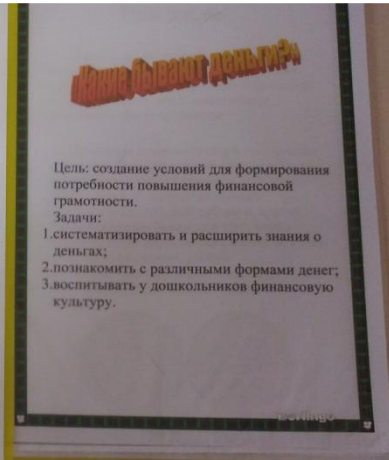 «Какие бывают деньги?»
Цель: создание условий для формирования
потребности повышения финансовой
грамотности.
Задачи:
1.систематизировать и расширить знания о
деньгах;
2.познакомить с различными формами денег;
3.воспитывать у дошкольников финансовую
культуру.
Berlingo